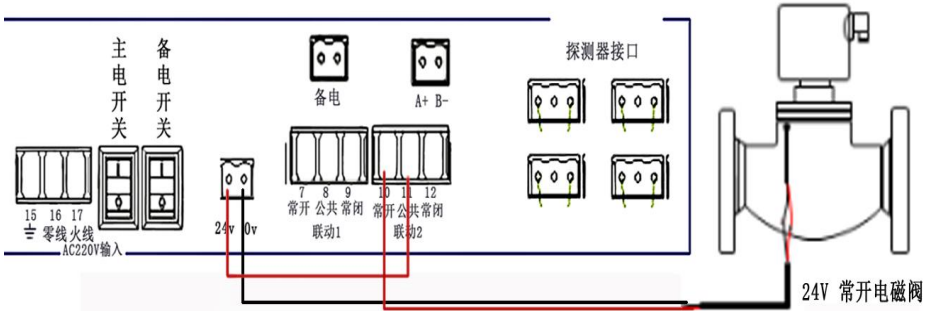 主电开关
备电开关
备电
A+ B-
探测器接口
15 16 17
零线 火线
AC220V输入
24v 0v
7 8 9
常开 公共 常闭
联动1
10 11 12
常开 公共 常闭
联动2
24V 常开电磁阀